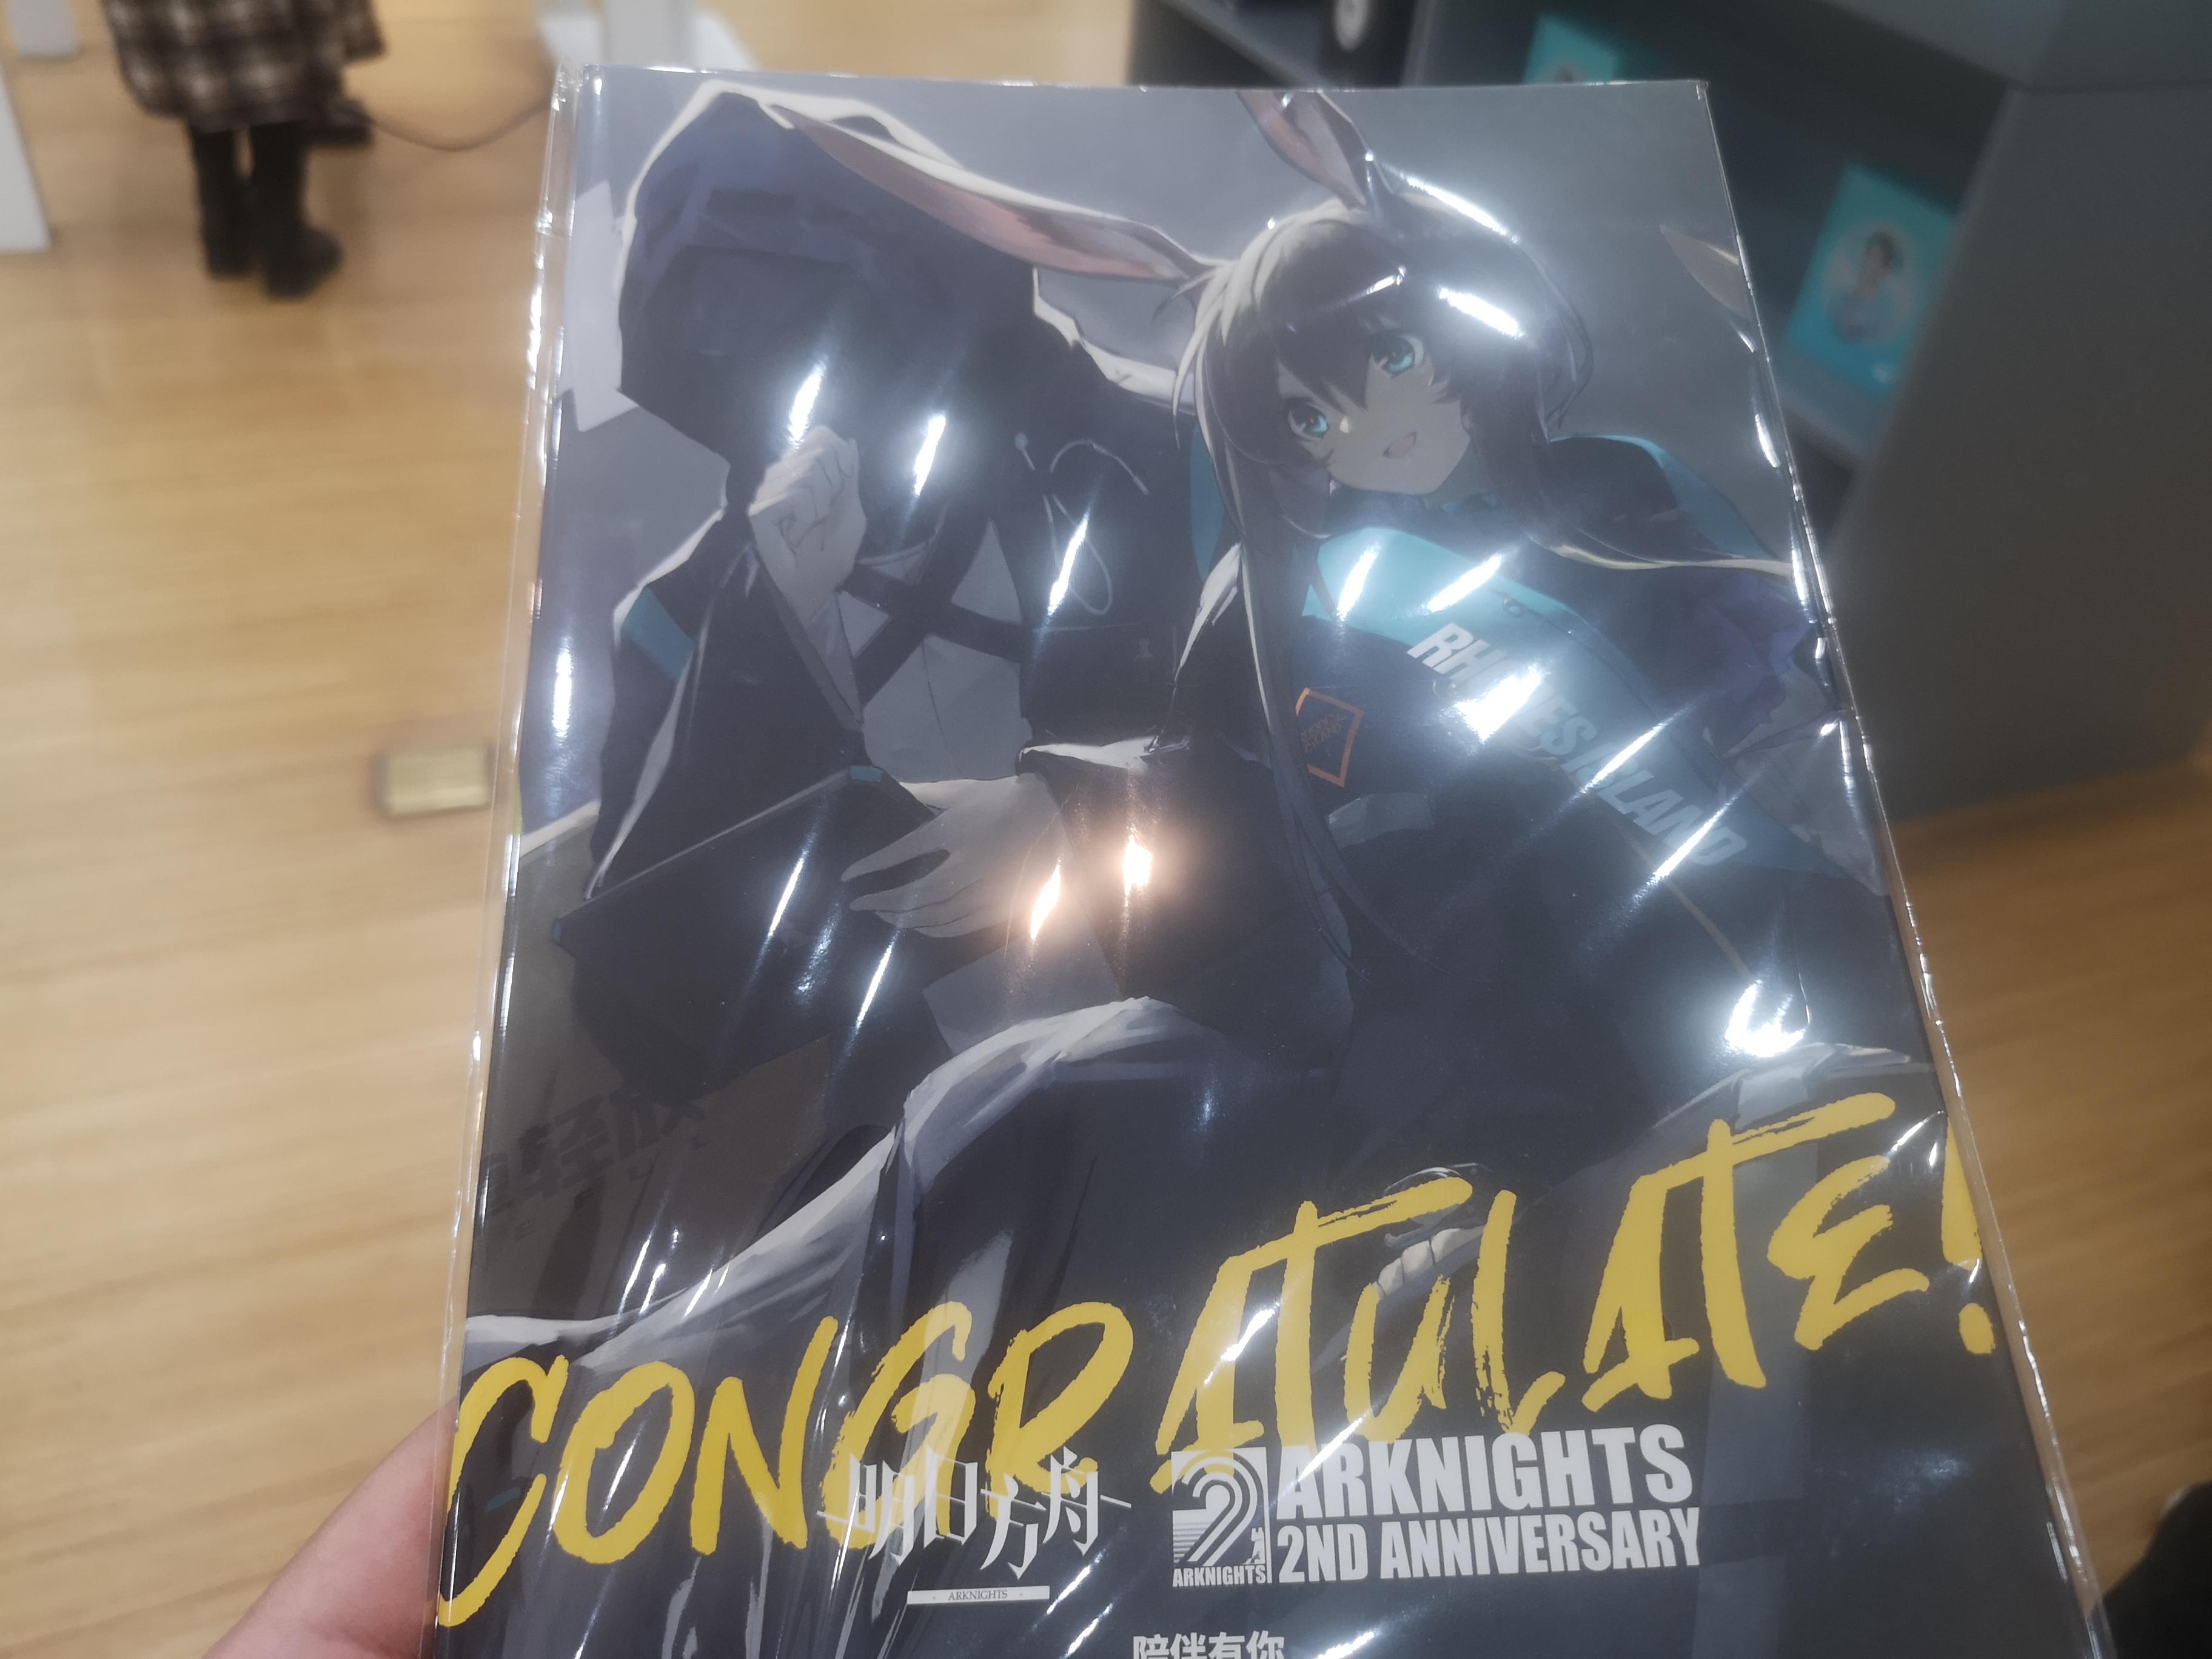 RHODES ISLAND
CONGRATULATE!
明日方舟
ARKNIGHTS
ARKNIGHTS
ARKNIGHTS
2ND ANNIVERSARY
陪伴有你